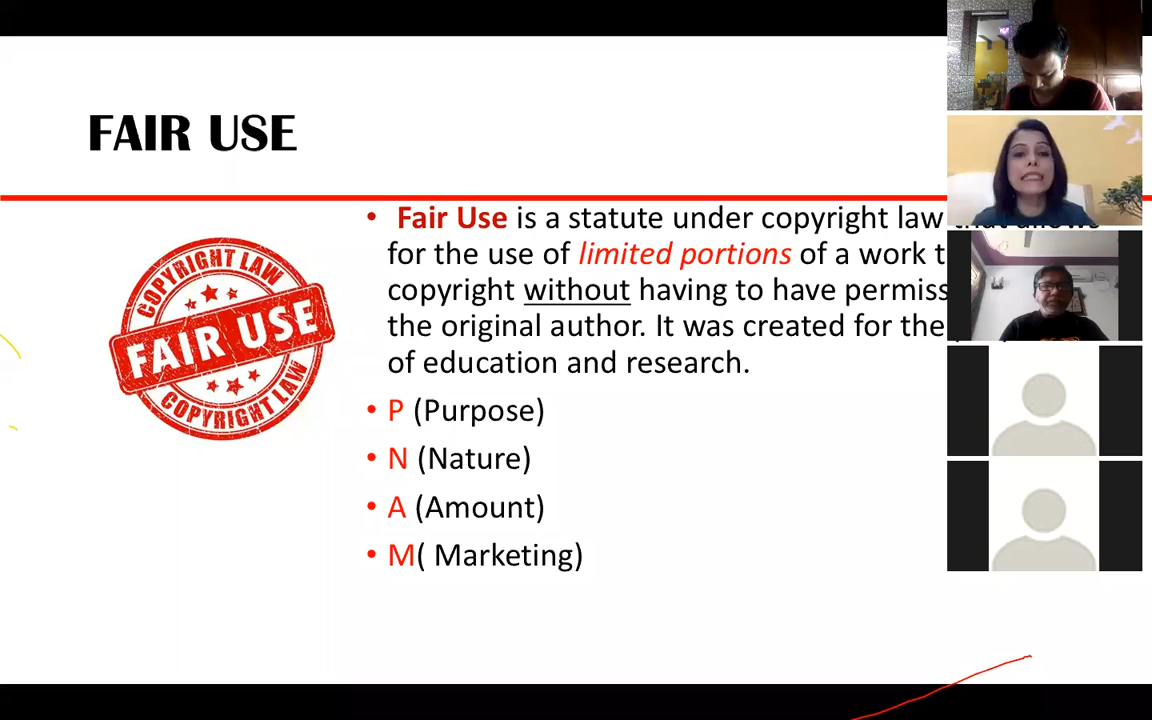 FAIR USE
COPYRIGHT LAW
FAIR USE
COPYRIGHT LAW
• Fair Use is a statute under copyright law
for the use of limited portions of a work
copyright without having to have
the original author. It was created for the
of education and research.
• P (Purpose)
• N (Nature)
• A (Amount)
• M( Marketing)